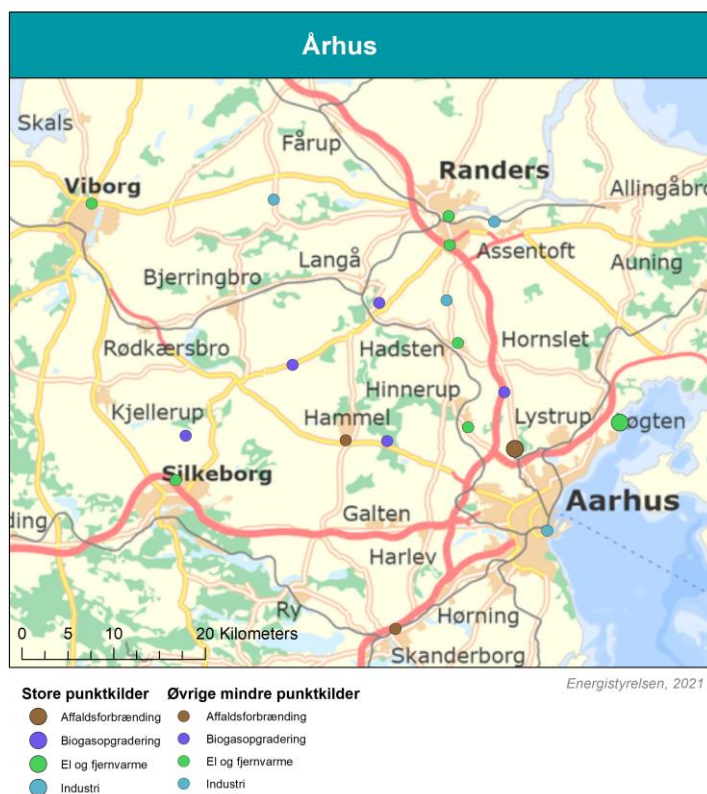 Århus
Skals
Fårup
Viborg
Randers
Allingåbro
Langå
Assentoft
Bjerringbro
Auning
Rødkærsbro
Hadsten
Hornslet
Hinnerup
Kjellerup
Hammel
Lystrup
øgten
Silkeborg
Aarhus
Galten
ding
Harlev
Ry
Hørning
0 5 10 20 Kilometers
Skanderborg
Energistyrelsen, 2021
Store punktkilder Øvrige mindre punktkilder
Affaldsforbrænding Affaldsforbrænding
Biogasopgradering Biogasopgradering
El og fjernvarme El og fjernvarme
Industri Industri